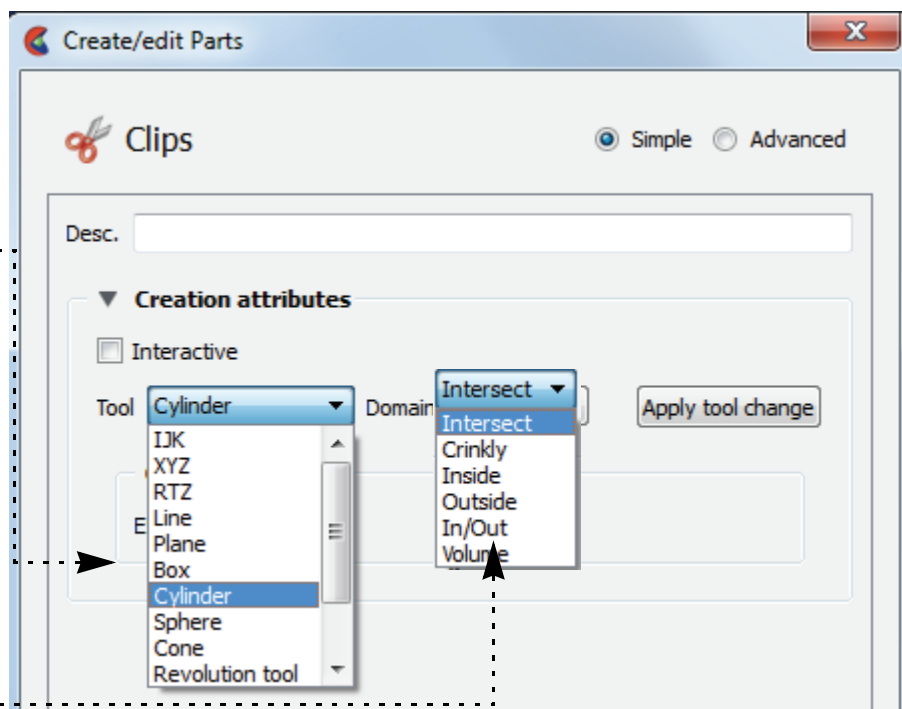 Create/edit Parts
Clips
Simple Advanced
Desc.
Creation attributes
Interactive
Tool Cylinder Domain Intersect Apply tool change
IJK
XYZ
RTZ
Line
Plane
Box
Cylinder
Sphere
Cone
Revolution tool
Intersect
Crinkly
Inside
Outside
In/Out
Volume